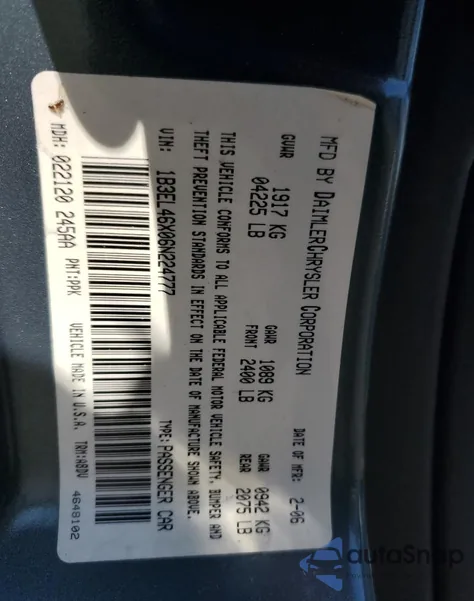 MFD BY DAIMLERCHRYSLER CORPORATION
DATE OF MFR: 2-06
GVWR 1917 KG
04225 LB
GAWR FRONT 1089 KG
2400 LB
GAWR REAR 0942 KG
2075 LB
THIS VEHICLE CONFORMS TO ALL APPLICABLE FEDERAL MOTOR VEHICLE SAFETY, BUMPER AND
THEFT PREVENTION STANDARDS IN EFFECT ON THE DATE OF MANUFACTURE SHOWN ABOVE.
VIN: 1B3EL46X06N224777 TYPE: PASSENGER CAR
MDH: 022120 245AA PNT:PPK VEHICLE MADE IN U.S.A. TRM:A8DV 4648102
autoSnap